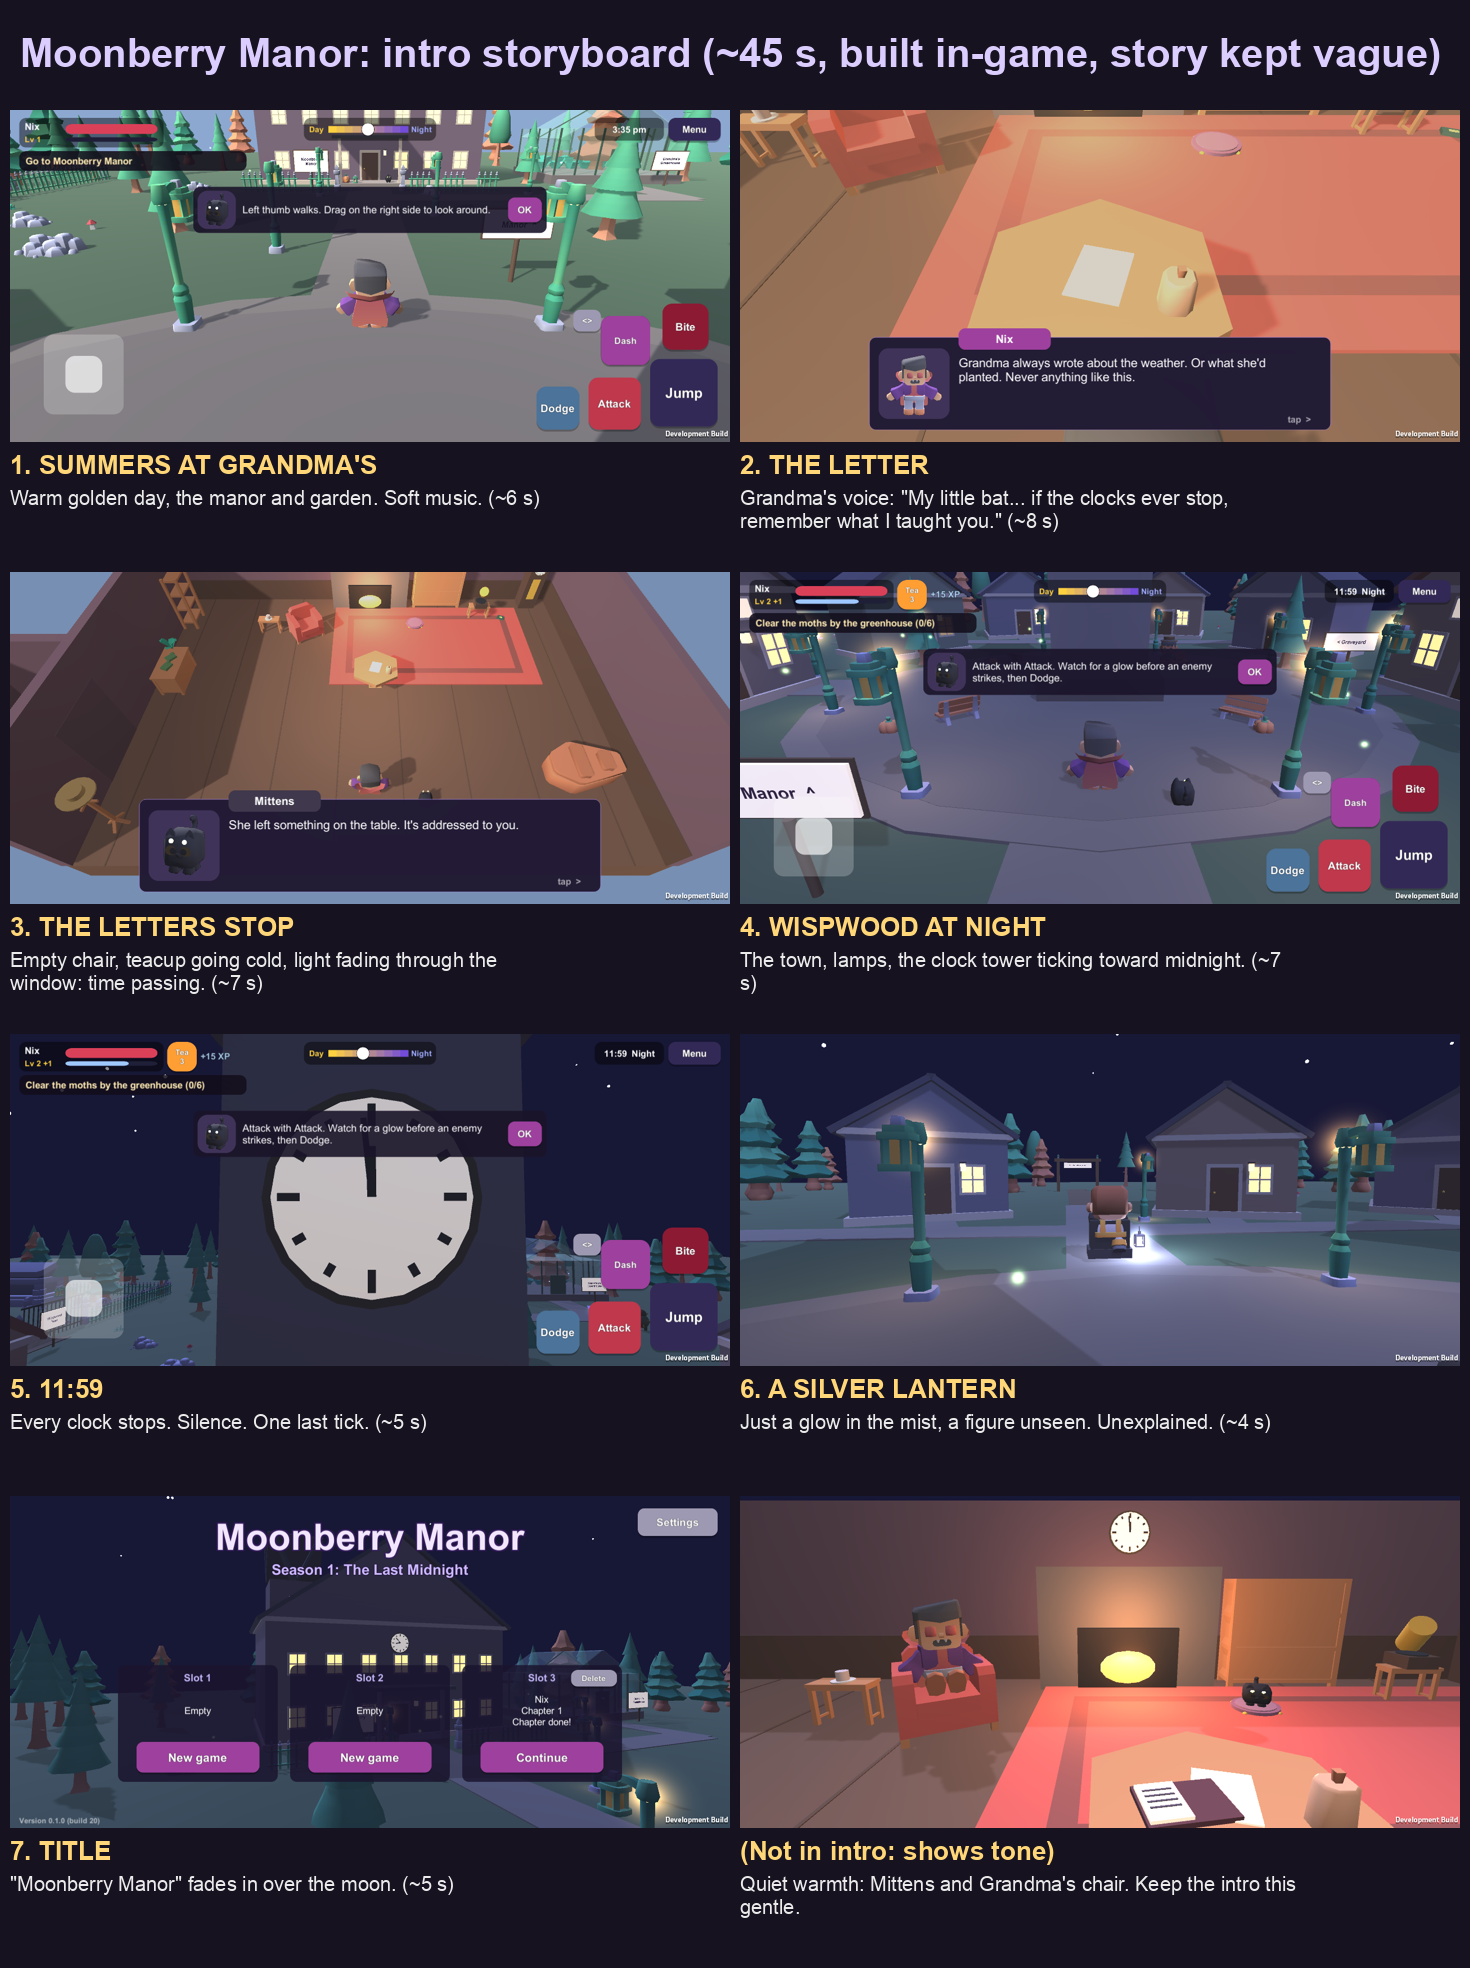 Moonberry Manor: intro storyboard (~45 s, built in-game, story kept vague)
Nix
Lv 1
Day
Night
3:35 pm
Menu
Go to Moonberry Manor
Left thumb walks. Drag on the right side to look around.
OK
<>
Dash
Bite
Dodge
Attack
Jump
Development Build
1. SUMMERS AT GRANDMA'S
Warm golden day, the manor and garden. Soft music. (~6 s)
Nix
Grandma always wrote about the weather. Or what she'd
planted. Never anything like this.
tap >
Development Build
2. THE LETTER
Grandma's voice: "My little bat... if the clocks ever stop,
remember what I taught you." (~8 s)
Mittens
She left something on the table. It's addressed to you.
tap >
Development Build
3. THE LETTERS STOP
Empty chair, teacup going cold, light fading through the
window: time passing. (~7 s)
Nix
Lv 2 +1
Tea
3
+15 XP
Day
Night
11:59 Night
Menu
Clear the moths by the greenhouse (0/6)
< Graveyard
Attack with Attack. Watch for a glow before an enemy
strikes, then Dodge.
OK
Manor ^
<>
Dash
Bite
Dodge
Attack
Jump
Development Build
4. WISPWOOD AT NIGHT
The town, lamps, the clock tower ticking toward midnight. (~7
s)
Nix
Lv 2 +1
Tea
3
+15 XP
Day
Night
11:59 Night
Menu
Clear the moths by the greenhouse (0/6)
Attack with Attack. Watch for a glow before an enemy
strikes, then Dodge.
OK
<>
Dash
Bite
Dodge
Attack
Jump
Development Build
5. 11:59
Every clock stops. Silence. One last tick. (~5 s)
Development Build
6. A SILVER LANTERN
Just a glow in the mist, a figure unseen. Unexplained. (~4 s)
Moonberry Manor
Season 1: The Last Midnight
Settings
Slot 1
Empty
New game
Slot 2
Empty
New game
Slot 3
Delete
Nix
Chapter 1
Chapter done!
Continue
Version 0.1.0 (build 20)
Development Build
7. TITLE
"Moonberry Manor" fades in over the moon. (~5 s)
Development Build
(Not in intro: shows tone)
Quiet warmth: Mittens and Grandma's chair. Keep the intro this
gentle.